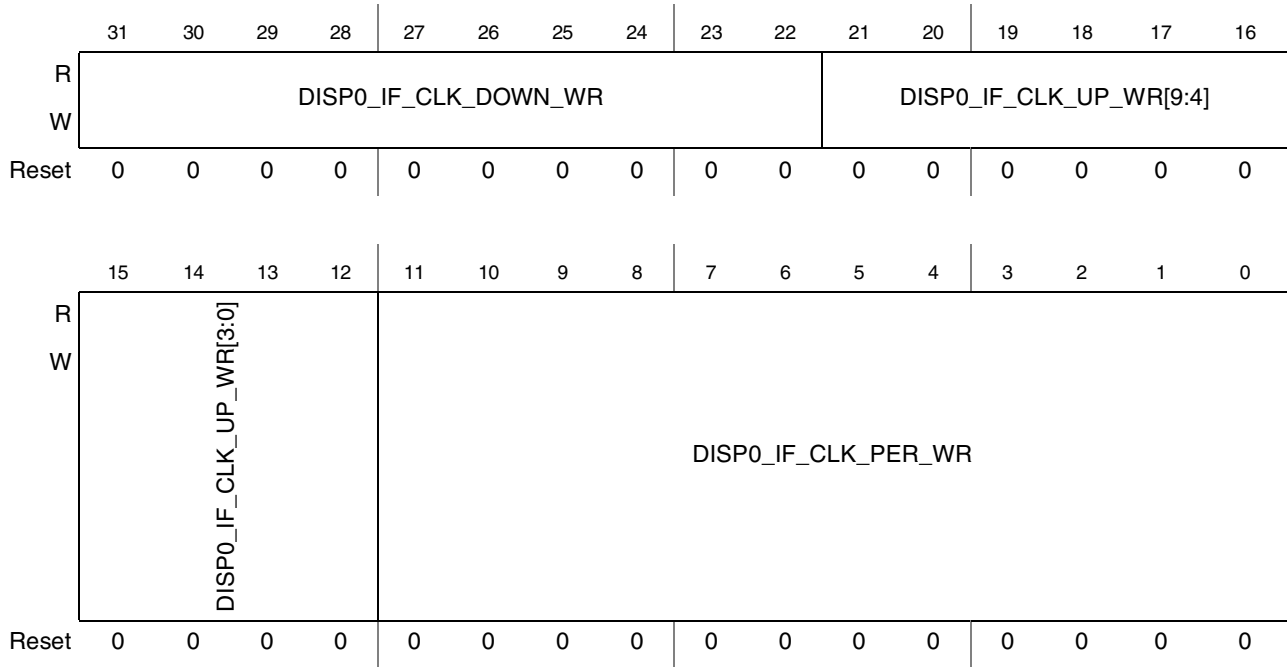 31 30 29 28 27 26 25 24 23 22 21 20 19 18 17 16
R
W
DISP0_IF_CLK_DOWN_WR DISP0_IF_CLK_UP_WR[9:4]
Reset 0 0 0 0 0 0 0 0 0 0 0 0 0 0 0 0
15 14 13 12 11 10 9 8 7 6 5 4 3 2 1 0
R
W
DISP0_IF_CLK_UP_WR[3:0]
DISP0_IF_CLK_PER_WR
Reset 0 0 0 0 0 0 0 0 0 0 0 0 0 0 0 0